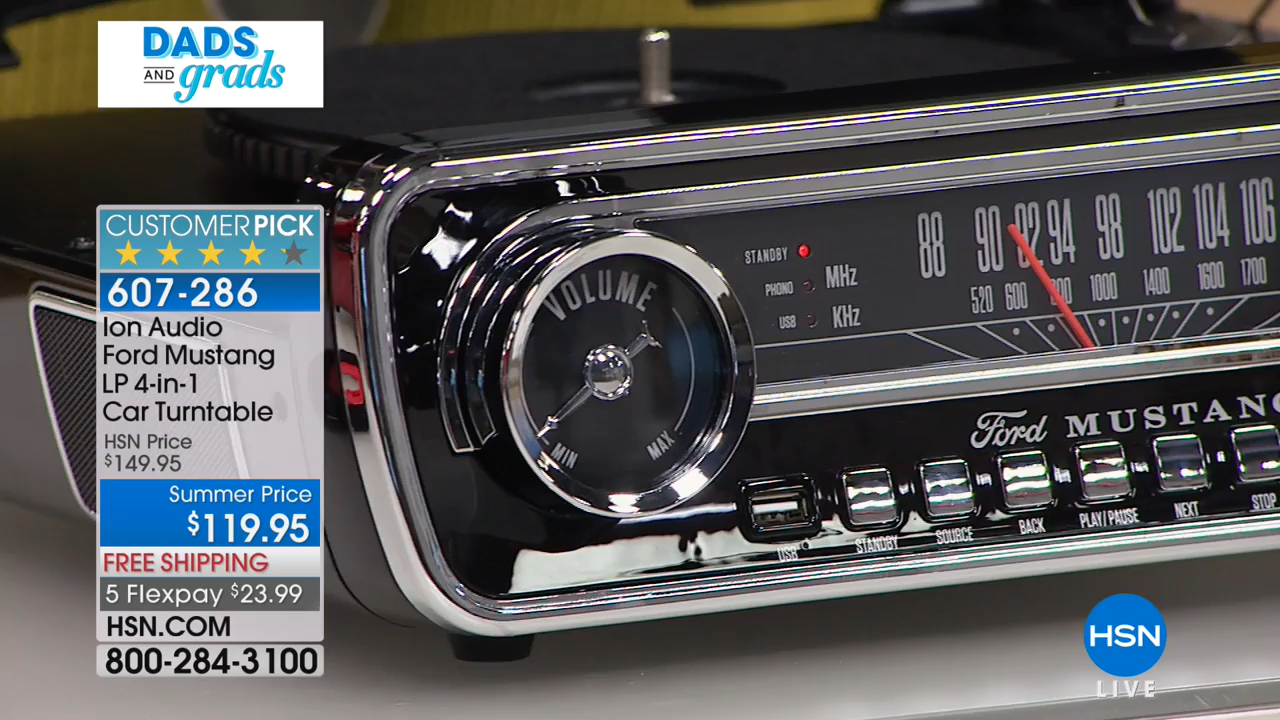 DADS
AND grads
CUSTOMER PICK
607-286
Ion Audio
Ford Mustang
LP 4-in-1
Car Turntable
HSN Price
$149.95
Summer Price
$119.95
FREE SHIPPING
5 Flexpay $23.99
HSN.COM
800-284-3100
VOLUME
MIN
MAX
STANDBY
PHONO
USB
MHz
KHz
88 90 92 94 98 102 104 106
520 600 800 1000 1400 1600 1700
Ford MUSTANG
USB STANDBY SOURCE BACK PLAY/PAUSE NEXT STOP
HSN
LIVE